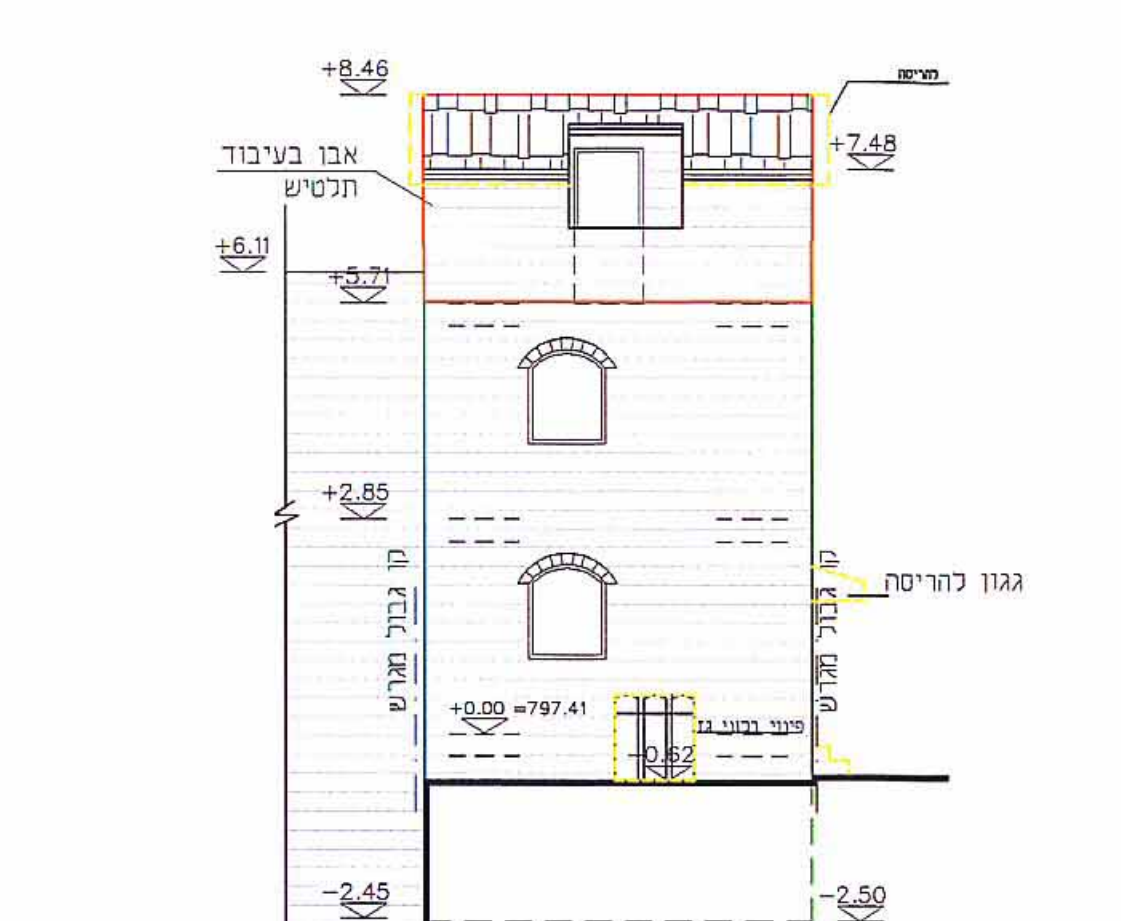 +8.46
להריסה
+7.48
אבן בעיבוד
תלטיש
+6.11
+5.71
+2.85
קו גבול מגרש
קו גבול מגרש
גגון להריסה
+0.00 =797.41
פינוי בלוני גז
-0.62
-2.45
-2.50